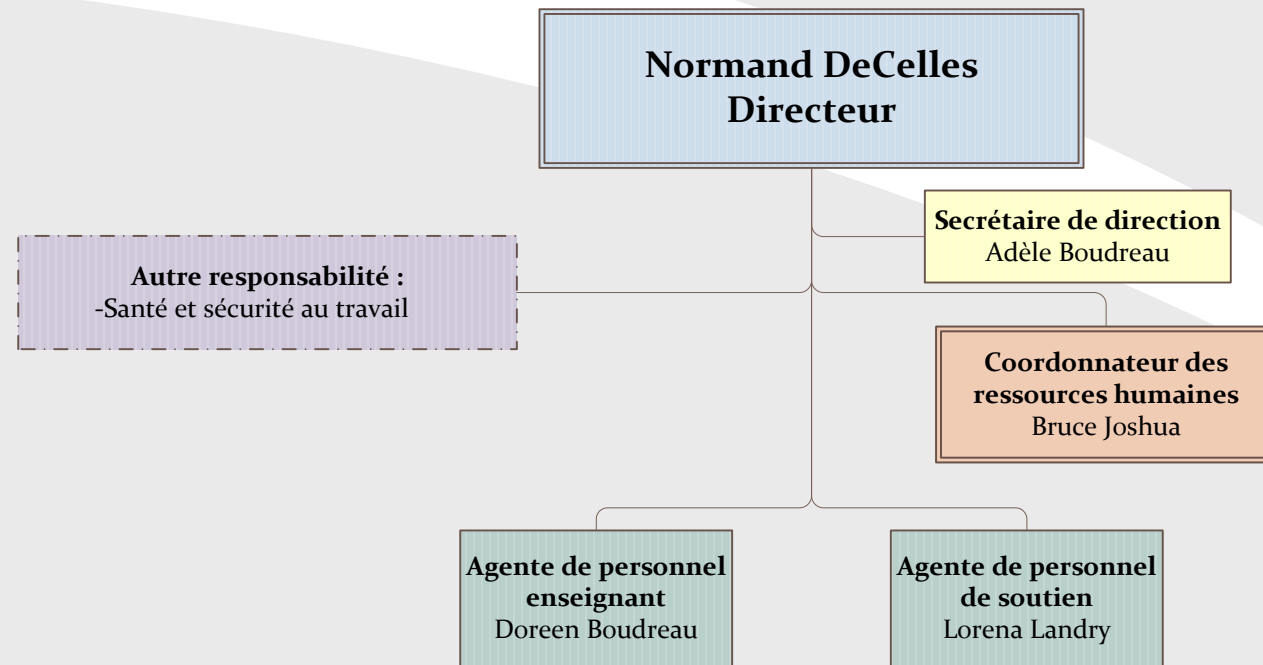 Normand DeCelles
Directeur
Secrétaire de direction
Adèle Boudreau
Autre responsabilité :
-Santé et sécurité au travail
Coordonnateur des
ressources humaines
Bruce Joshua
Agente de personnel
enseignant
Doreen Boudreau
Agente de personnel
de soutien
Lorena Landry